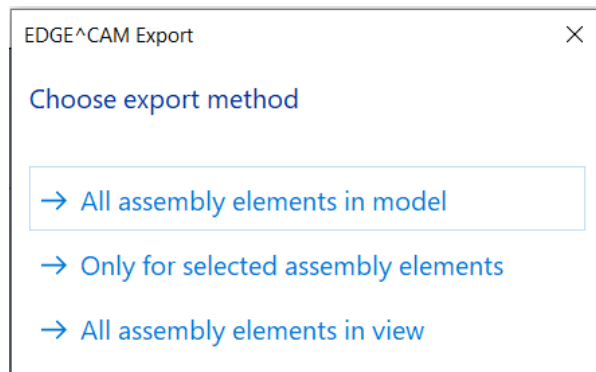 EDGE^CAM Export
Choose export method
All assembly elements in model
Only for selected assembly elements
All assembly elements in view